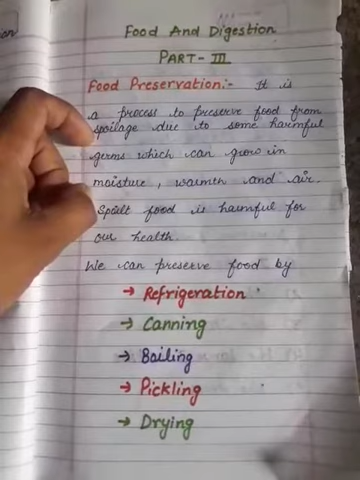 Food And Digestion
PART - III
Food Preservation:- It is
a process to preserve food from
spoilage due to some harmful
germs which can grow in
moisture, warmth and air.
Spoilt food is harmful for
our health.
We can preserve food by
→ Refrigeration
→ Canning
→ Boiling
→ Pickling
→ Drying